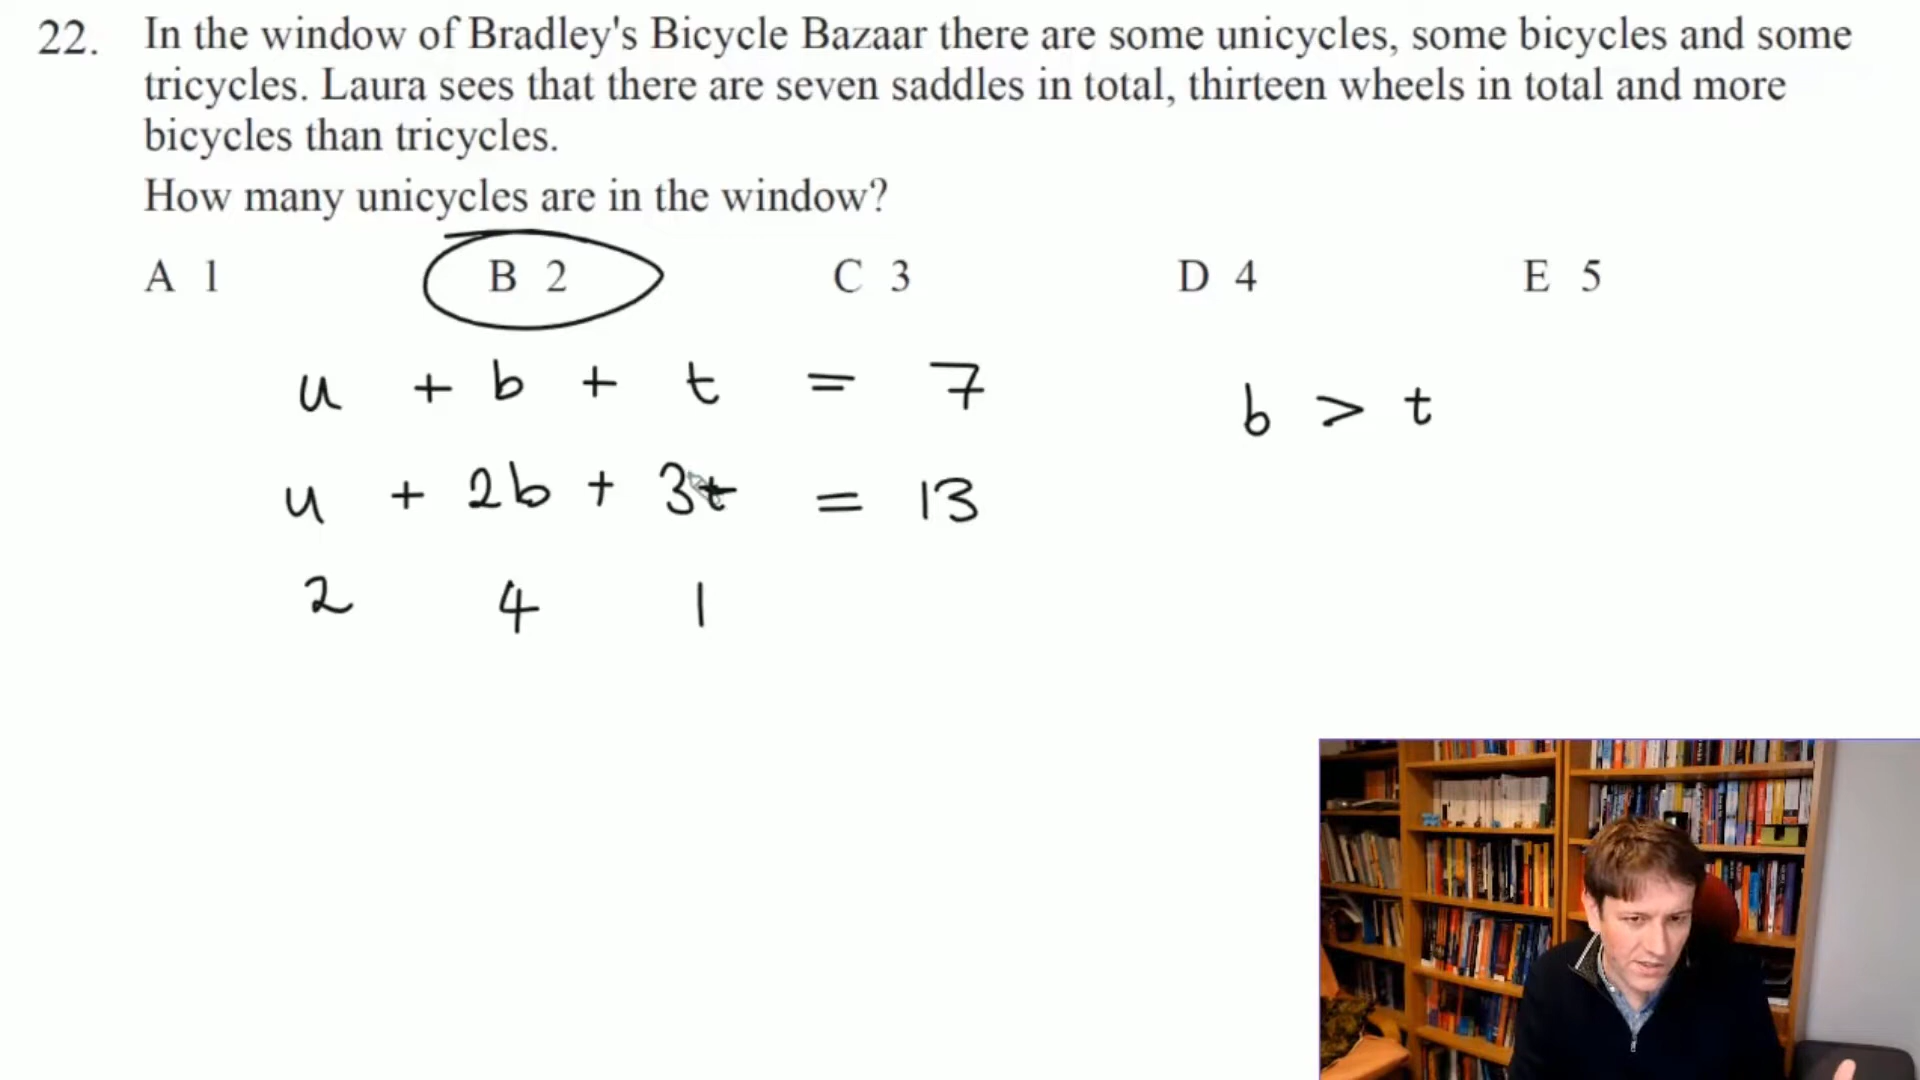 22. In the window of Bradley's Bicycle Bazaar there are some unicycles, some bicycles and some
tricycles. Laura sees that there are seven saddles in total, thirteen wheels in total and more
bicycles than tricycles.
How many unicycles are in the window?
A 1 B 2 C 3 D 4 E 5
u + b + t = 7
b > t
u + 2b + 3t = 13
2 4 1